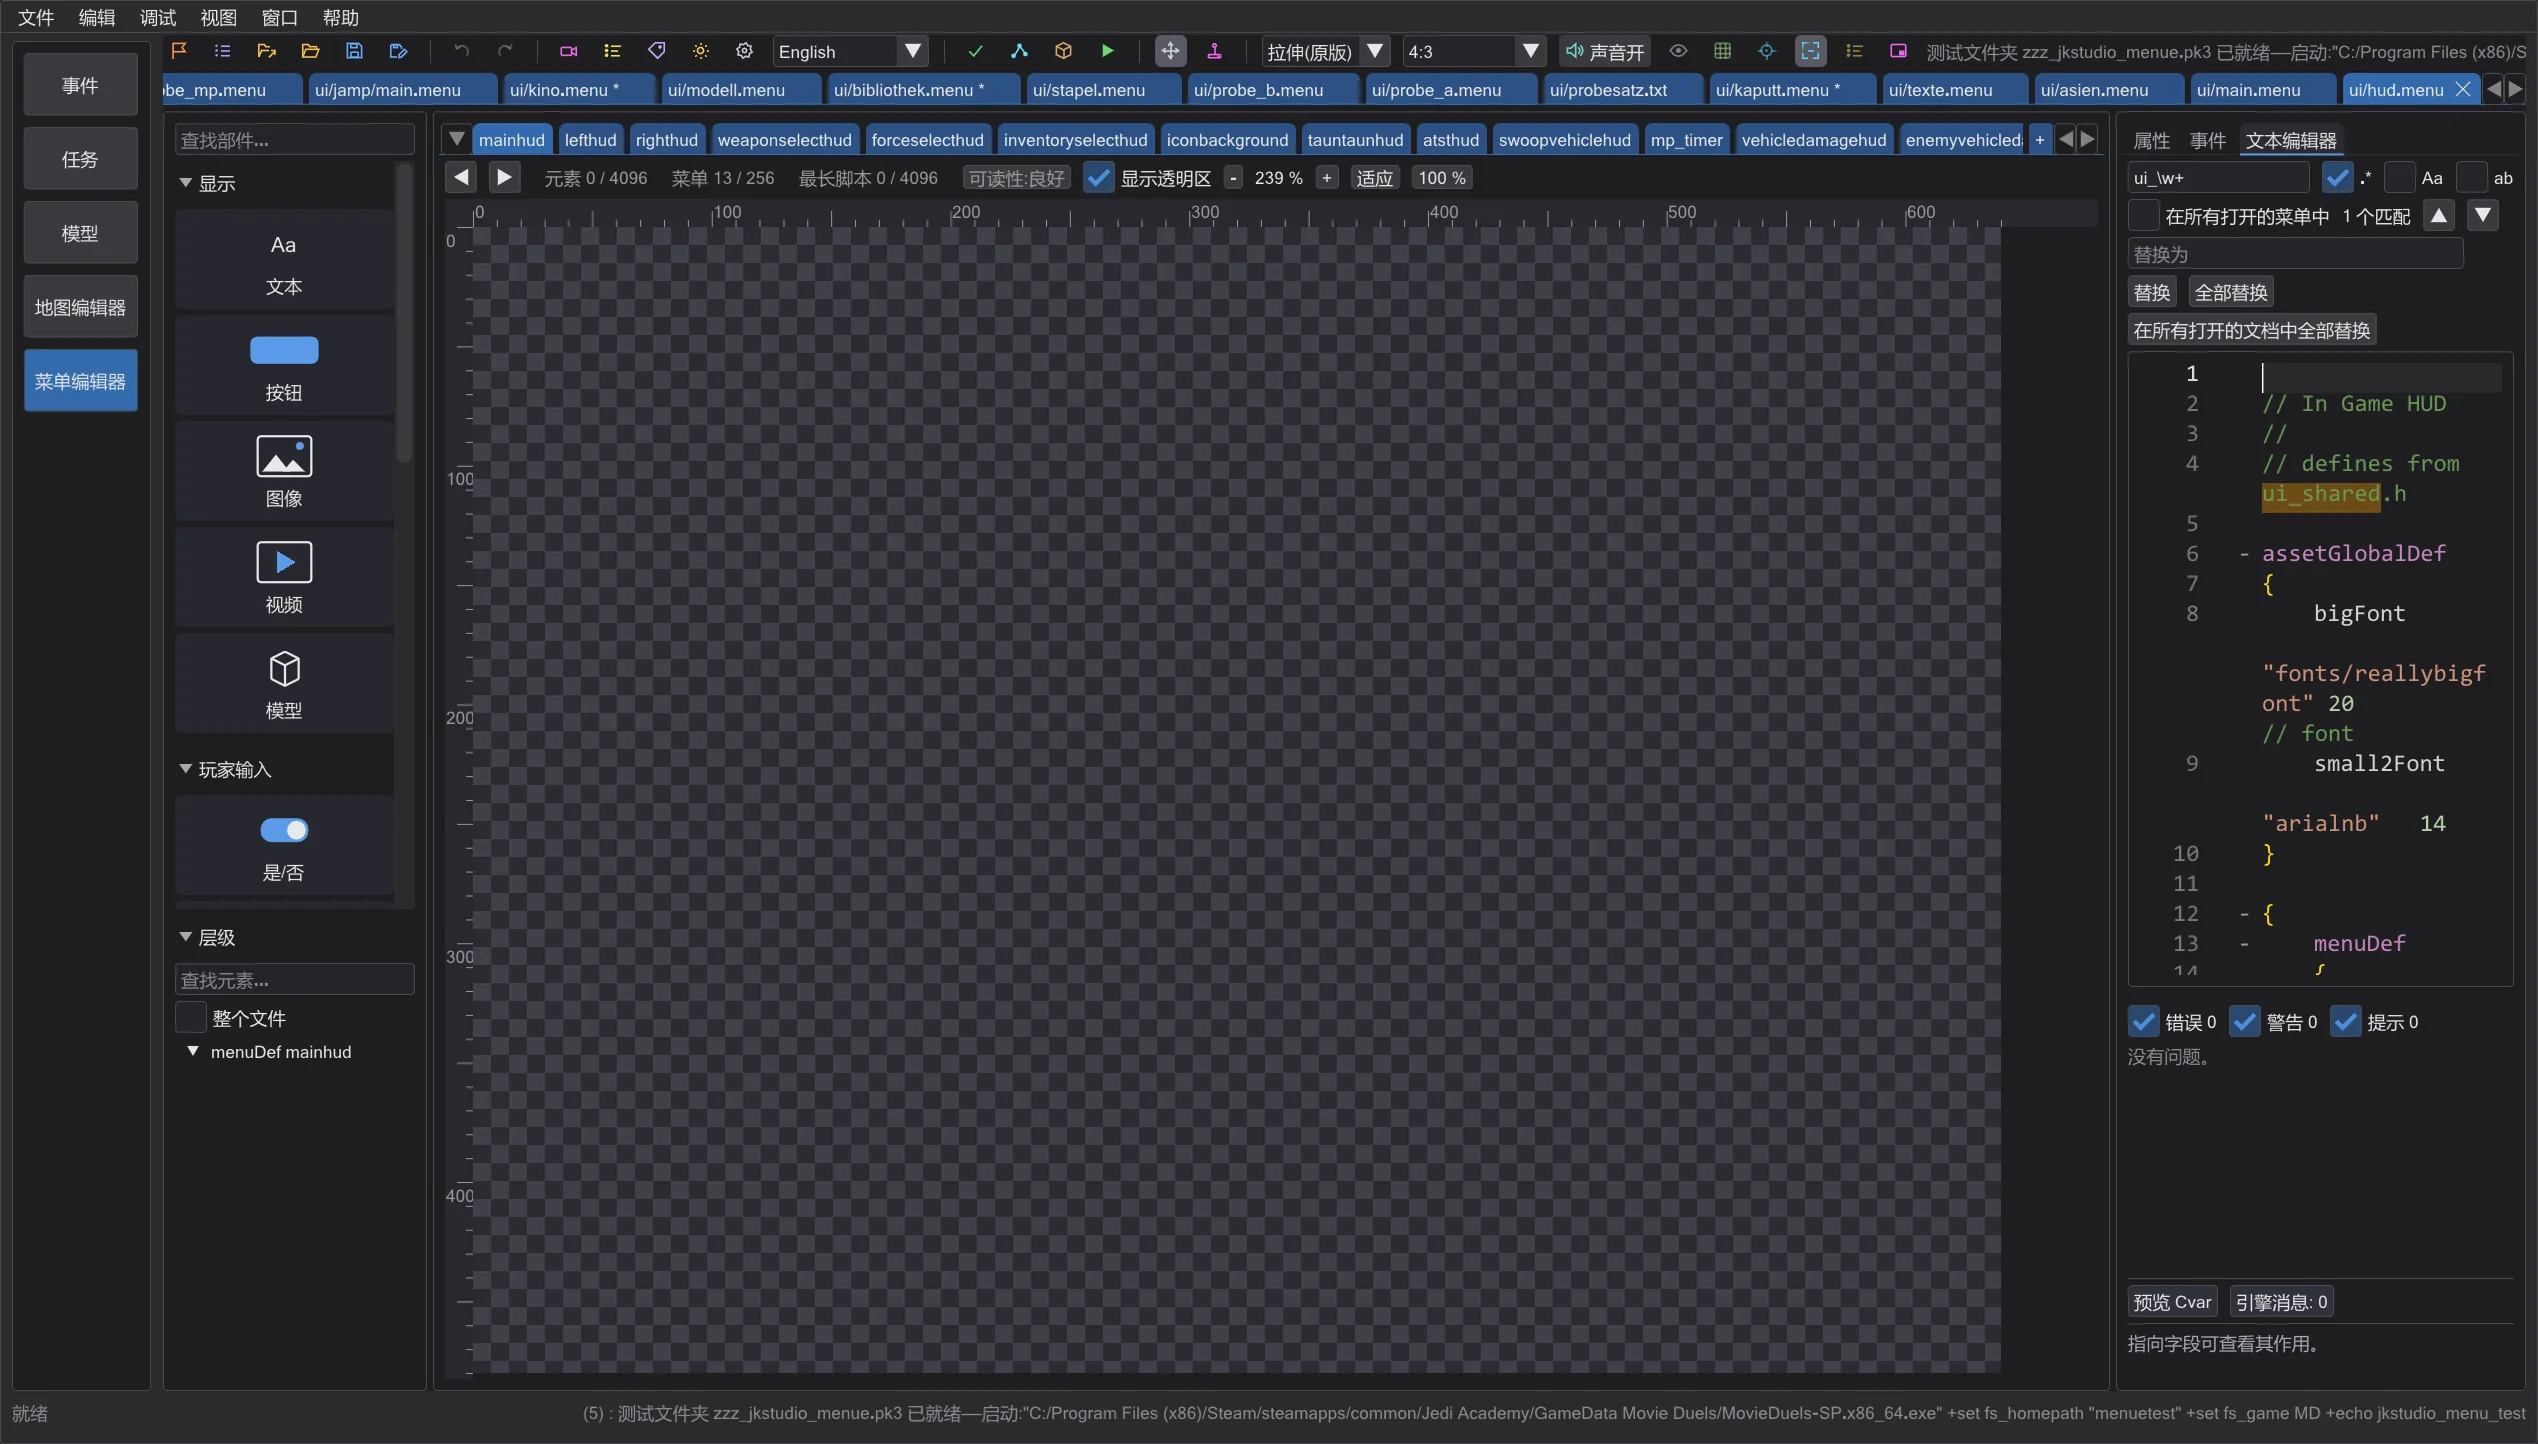 文件 编辑 调试 视图 窗口 帮助
English 拉伸(原版) 4:3 声音开 测试文件夹 zzz_jkstudio_menue.pk3 已就绪—启动:"C:/Program Files (x86)/S
事件
任务
模型
地图编辑器
菜单编辑器
be_mp.menu ui/jamp/main.menu ui/kino.menu * ui/modell.menu ui/bibliothek.menu * ui/stapel.menu ui/probe_b.menu ui/probe_a.menu ui/probesatz.txt ui/kaputt.menu * ui/texte.menu ui/asien.menu ui/main.menu ui/hud.menu
查找部件...
显示
Aa
文本
按钮
图像
视频
模型
玩家输入
是/否
层级
查找元素...
整个文件
menuDef mainhud
mainhud lefthud righthud weaponselecthud forceselecthud inventoryselecthud iconbackground tauntaunhud atsthud swoopvehiclehud mp_timer vehicledamagehud enemyvehicled +
元素 0 / 4096 菜单 13 / 256 最长脚本 0 / 4096 可读性:良好 显示透明区 - 239 % + 适应 100 %
0 100 200 300 400 500 600
0
100
200
300
400
属性 事件 文本编辑器
ui_\w+ .* Aa ab
在所有打开的菜单中 1 个匹配
替换为
替换 全部替换
在所有打开的文档中全部替换
1
2 // In Game HUD
3 //
4 // defines from
ui_shared.h
5
6 - assetGlobalDef
7 {
8 bigFont
"fonts/reallybigf
ont" 20
// font
9 small2Font
"arialnb" 14
10 }
11
12 - {
13 - menuDef
14 {
错误 0 警告 0 提示 0
没有问题。
预览 Cvar 引擎消息: 0
指向字段可查看其作用。
就绪 (5) : 测试文件夹 zzz_jkstudio_menue.pk3 已就绪—启动:"C:/Program Files (x86)/Steam/steamapps/common/Jedi Academy/GameData Movie Duels/MovieDuels-SP.x86_64.exe" +set fs_homepath "menuetest" +set fs_game MD +echo jkstudio_menu_test